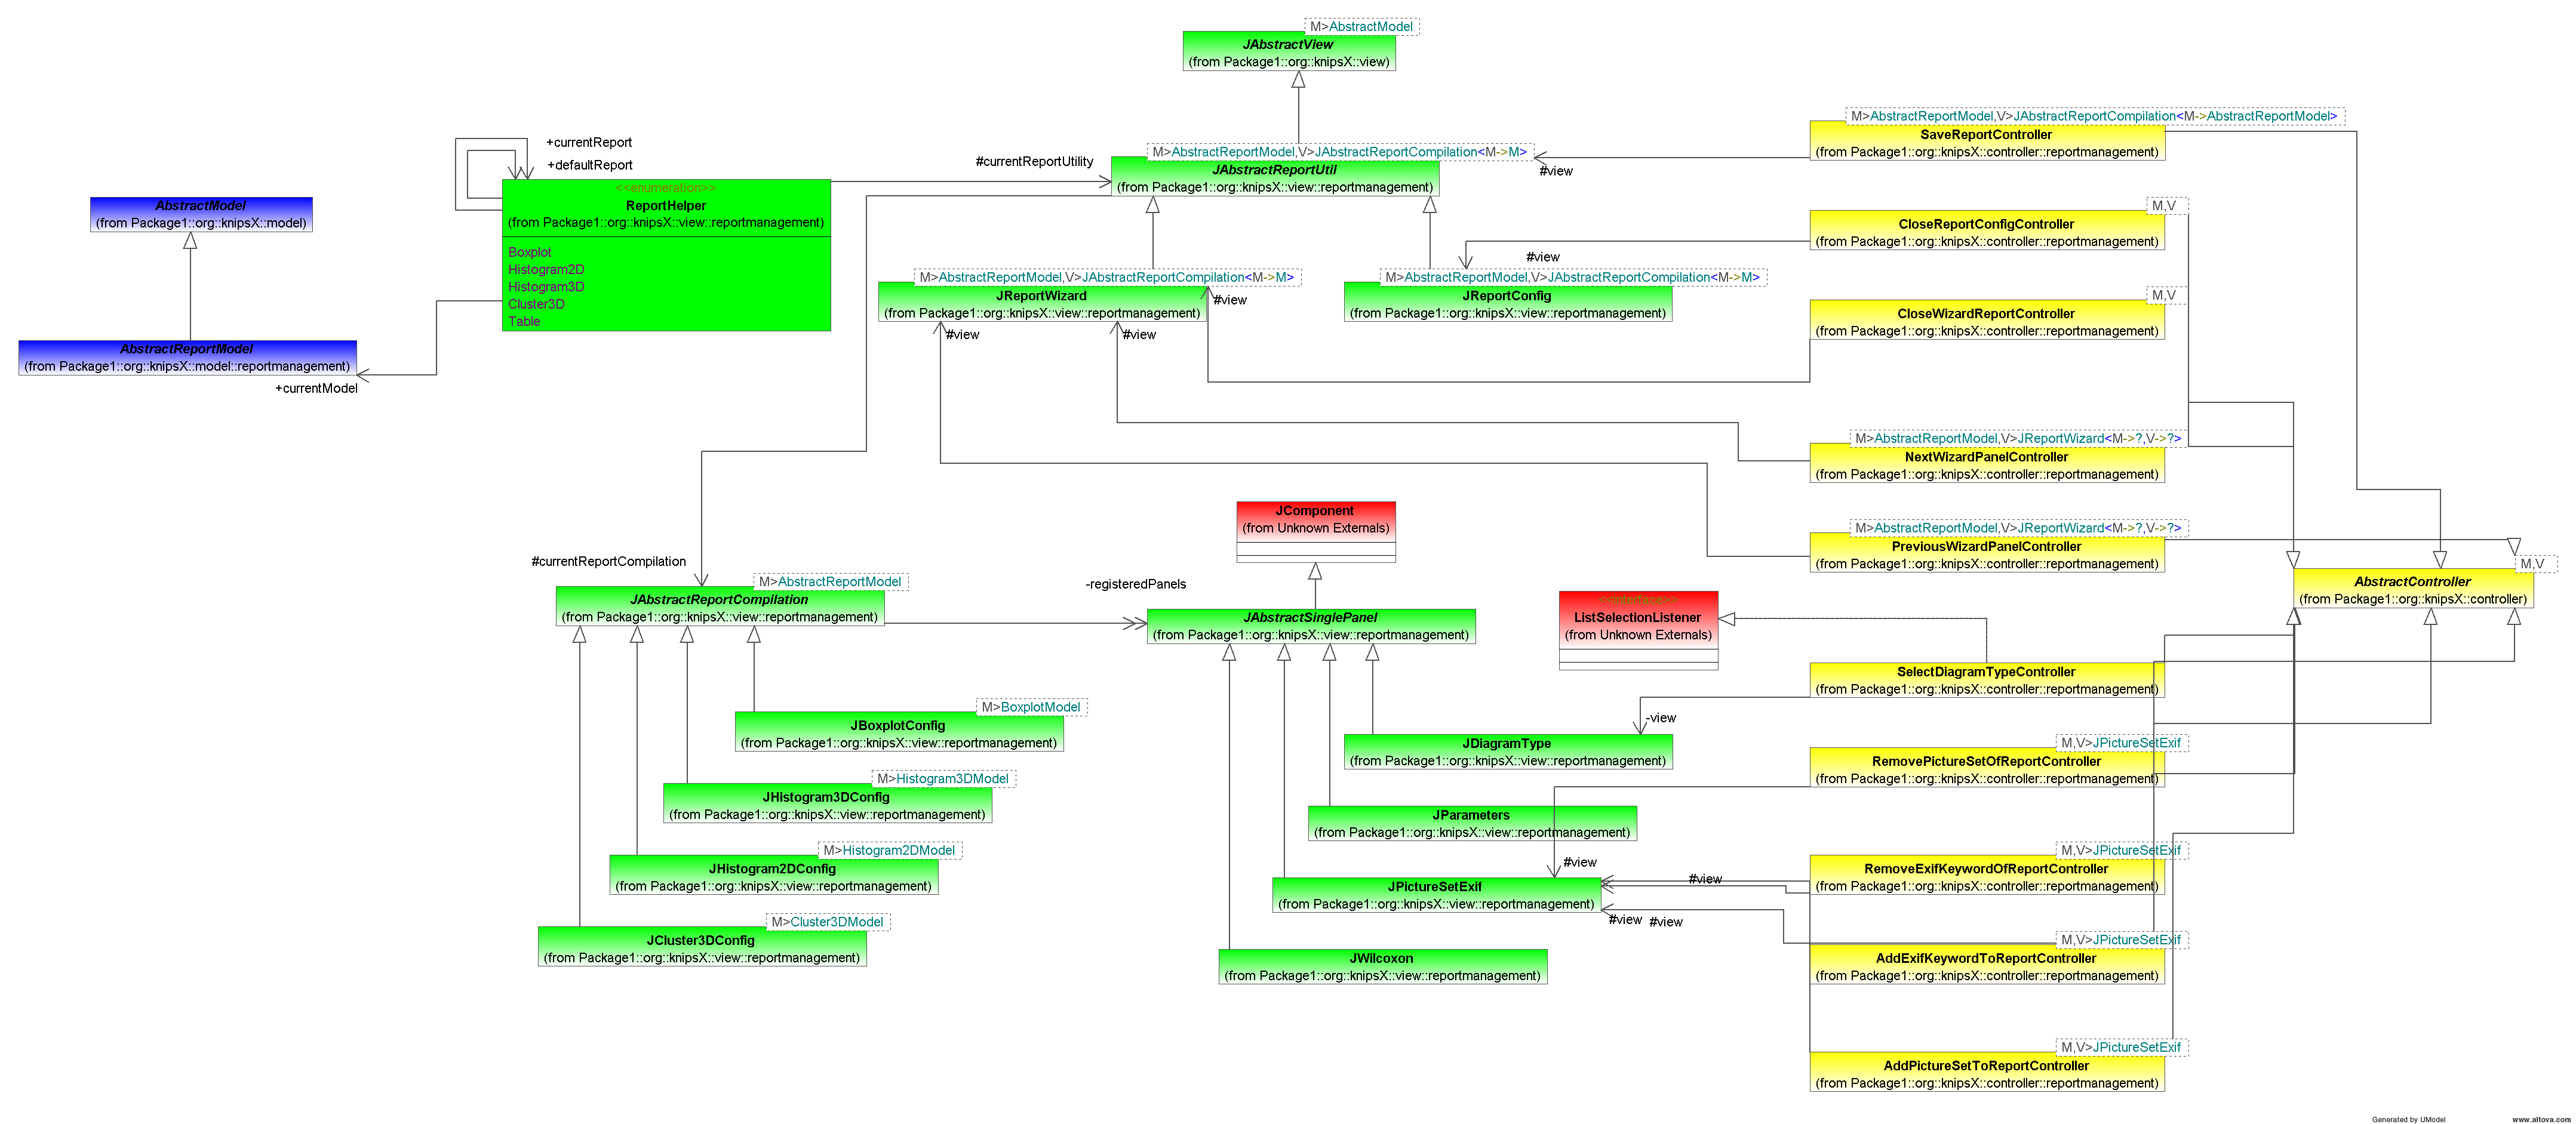 M>AbstractModel
JAbstractView
(from Package1::org::knipsX::view)
M>AbstractReportModel,V>JAbstractReportCompilation<M->AbstractReportModel>
SaveReportController
(from Package1::org::knipsX::controller::reportmanagement)
+currentReport
+defaultReport
#currentReportUtility
M>AbstractReportModel,V>JAbstractReportCompilation<M->M>
JAbstractReportUtil
(from Package1::org::knipsX::view::reportmanagement)
#view
<<enumeration>>
ReportHelper
(from Package1::org::knipsX::view::reportmanagement)
Boxplot
Histogram2D
Histogram3D
Cluster3D
Table
AbstractModel
(from Package1::org::knipsX::model)
M,V
CloseReportConfigController
(from Package1::org::knipsX::controller::reportmanagement)
#view
M>AbstractReportModel,V>JAbstractReportCompilation<M->M>
JReportWizard
(from Package1::org::knipsX::view::reportmanagement)
#view
M>AbstractReportModel,V>JAbstractReportCompilation<M->M>
JReportConfig
(from Package1::org::knipsX::view::reportmanagement)
M,V
CloseWizardReportController
(from Package1::org::knipsX::controller::reportmanagement)
#view
#view
AbstractReportModel
(from Package1::org::knipsX::model::reportmanagement)
+currentModel
M>AbstractReportModel,V>JReportWizard<M->?,V->?>
NextWizardPanelController
(from Package1::org::knipsX::controller::reportmanagement)
JComponent
(from Unknown Externals)
M>AbstractReportModel,V>JReportWizard<M->?,V->?>
PreviousWizardPanelController
(from Package1::org::knipsX::controller::reportmanagement)
#currentReportCompilation
M>AbstractReportModel
JAbstractReportCompilation
(from Package1::org::knipsX::view::reportmanagement)
-registeredPanels
JAbstractSinglePanel
(from Package1::org::knipsX::view::reportmanagement)
<<interface>>
ListSelectionListener
(from Unknown Externals)
M,V
AbstractController
(from Package1::org::knipsX::controller)
SelectDiagramTypeController
(from Package1::org::knipsX::controller::reportmanagement)
-view
M>BoxplotModel
JBoxplotConfig
(from Package1::org::knipsX::view::reportmanagement)
JDiagramType
(from Package1::org::knipsX::view::reportmanagement)
M,V>JPictureSetExif
RemovePictureSetOfReportController
(from Package1::org::knipsX::controller::reportmanagement)
M>Histogram3DModel
JHistogram3DConfig
(from Package1::org::knipsX::view::reportmanagement)
JParameters
(from Package1::org::knipsX::view::reportmanagement)
M>Histogram2DModel
JHistogram2DConfig
(from Package1::org::knipsX::view::reportmanagement)
#view
JPictureSetExif
(from Package1::org::knipsX::view::reportmanagement)
#view
#view
#view
M,V>JPictureSetExif
RemoveExifKeywordOfReportController
(from Package1::org::knipsX::controller::reportmanagement)
M>Cluster3DModel
JCluster3DConfig
(from Package1::org::knipsX::view::reportmanagement)
JWilcoxon
(from Package1::org::knipsX::view::reportmanagement)
M,V>JPictureSetExif
AddExifKeywordToReportController
(from Package1::org::knipsX::controller::reportmanagement)
M,V>JPictureSetExif
AddPictureSetToReportController
(from Package1::org::knipsX::controller::reportmanagement)
Generated by UModel
www.altova.com